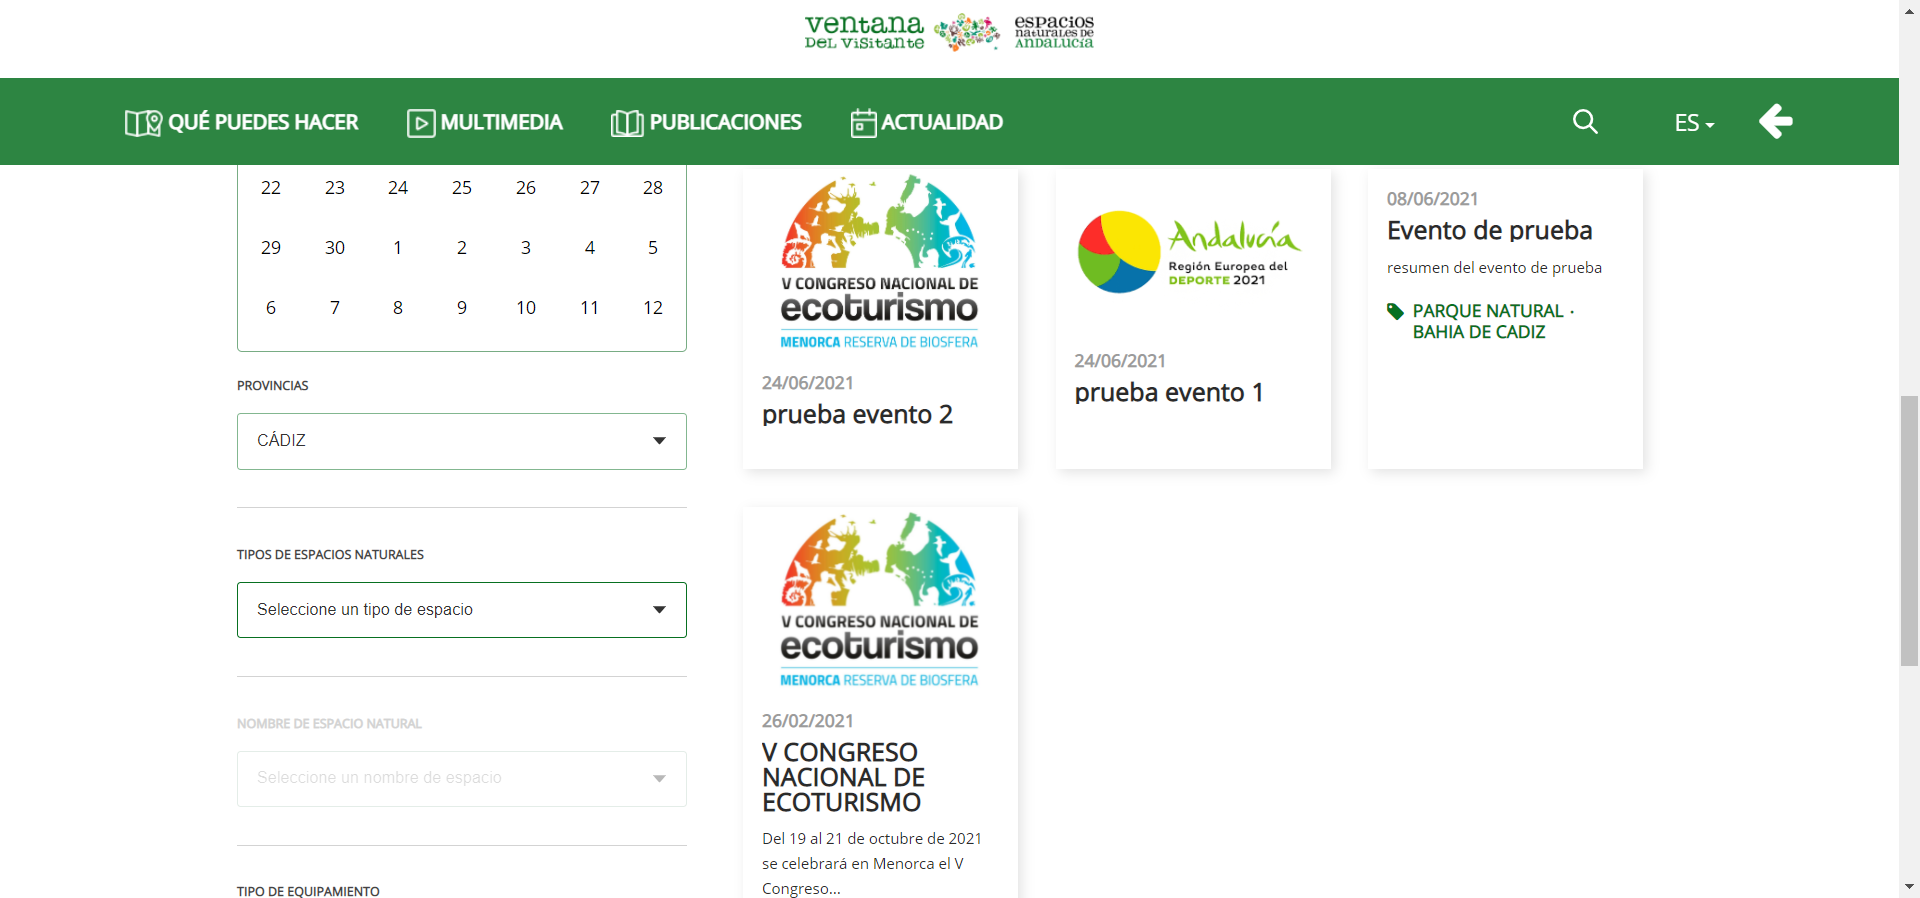 ventana
DEL VISITANTE
espacios
naturales de
ANDALUCÍA
QUÉ PUEDES HACER
MULTIMEDIA
PUBLICACIONES
ACTUALIDAD
ES
22 23 24 25 26 27 28
29 30 1 2 3 4 5
6 7 8 9 10 11 12
PROVINCIAS
CÁDIZ
TIPOS DE ESPACIOS NATURALES
Seleccione un tipo de espacio
NOMBRE DE ESPACIO NATURAL
Seleccione un nombre de espacio
TIPO DE EQUIPAMIENTO
V CONGRESO NACIONAL DE
ecoturismo
MENORCA RESERVA DE BIOSFERA
24/06/2021
prueba evento 2
Andalucía
Región Europea del
DEPORTE 2021
24/06/2021
prueba evento 1
08/06/2021
Evento de prueba
resumen del evento de prueba
PARQUE NATURAL ·
BAHIA DE CADIZ
V CONGRESO NACIONAL DE
ecoturismo
MENORCA RESERVA DE BIOSFERA
26/02/2021
V CONGRESO
NACIONAL DE
ECOTURISMO
Del 19 al 21 de octubre de 2021
se celebrará en Menorca el V
Congreso...